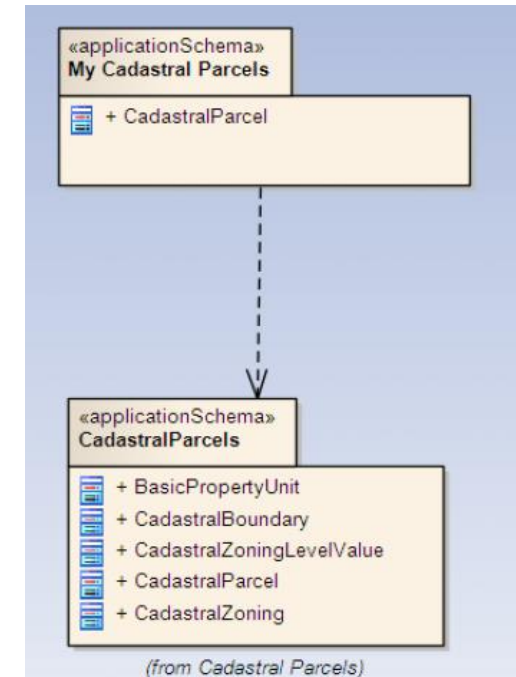 «applicationSchema»
My Cadastral Parcels
+ CadastralParcel
«applicationSchema»
CadastralParcels
+ BasicPropertyUnit
+ CadastralBoundary
+ CadastralZoningLevelValue
+ CadastralParcel
+ CadastralZoning
(from Cadastral Parcels)